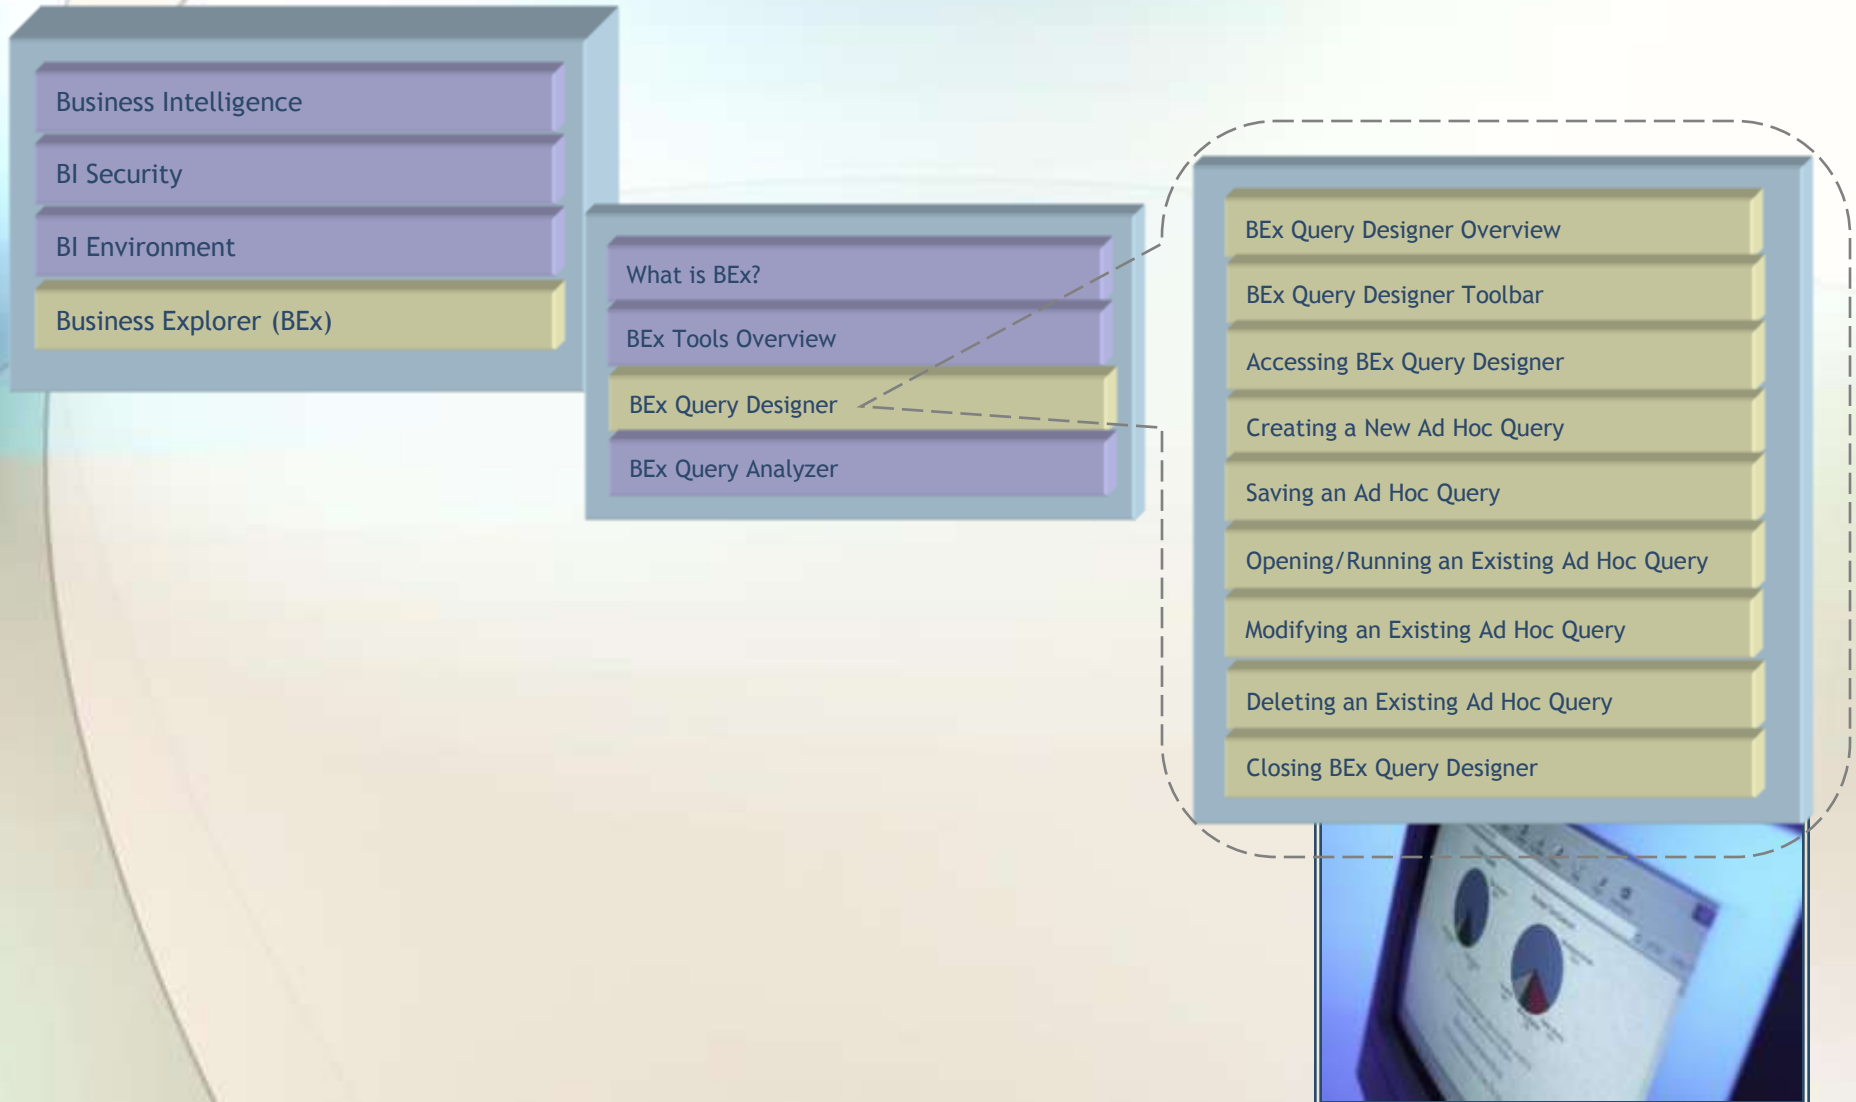 Business Intelligence
BI Security
BI Environment
Business Explorer (BEx)
What is BEx?
BEx Tools Overview
BEx Query Designer
BEx Query Analyzer
BEx Query Designer Overview
BEx Query Designer Toolbar
Accessing BEx Query Designer
Creating a New Ad Hoc Query
Saving an Ad Hoc Query
Opening/Running an Existing Ad Hoc Query
Modifying an Existing Ad Hoc Query
Deleting an Existing Ad Hoc Query
Closing BEx Query Designer